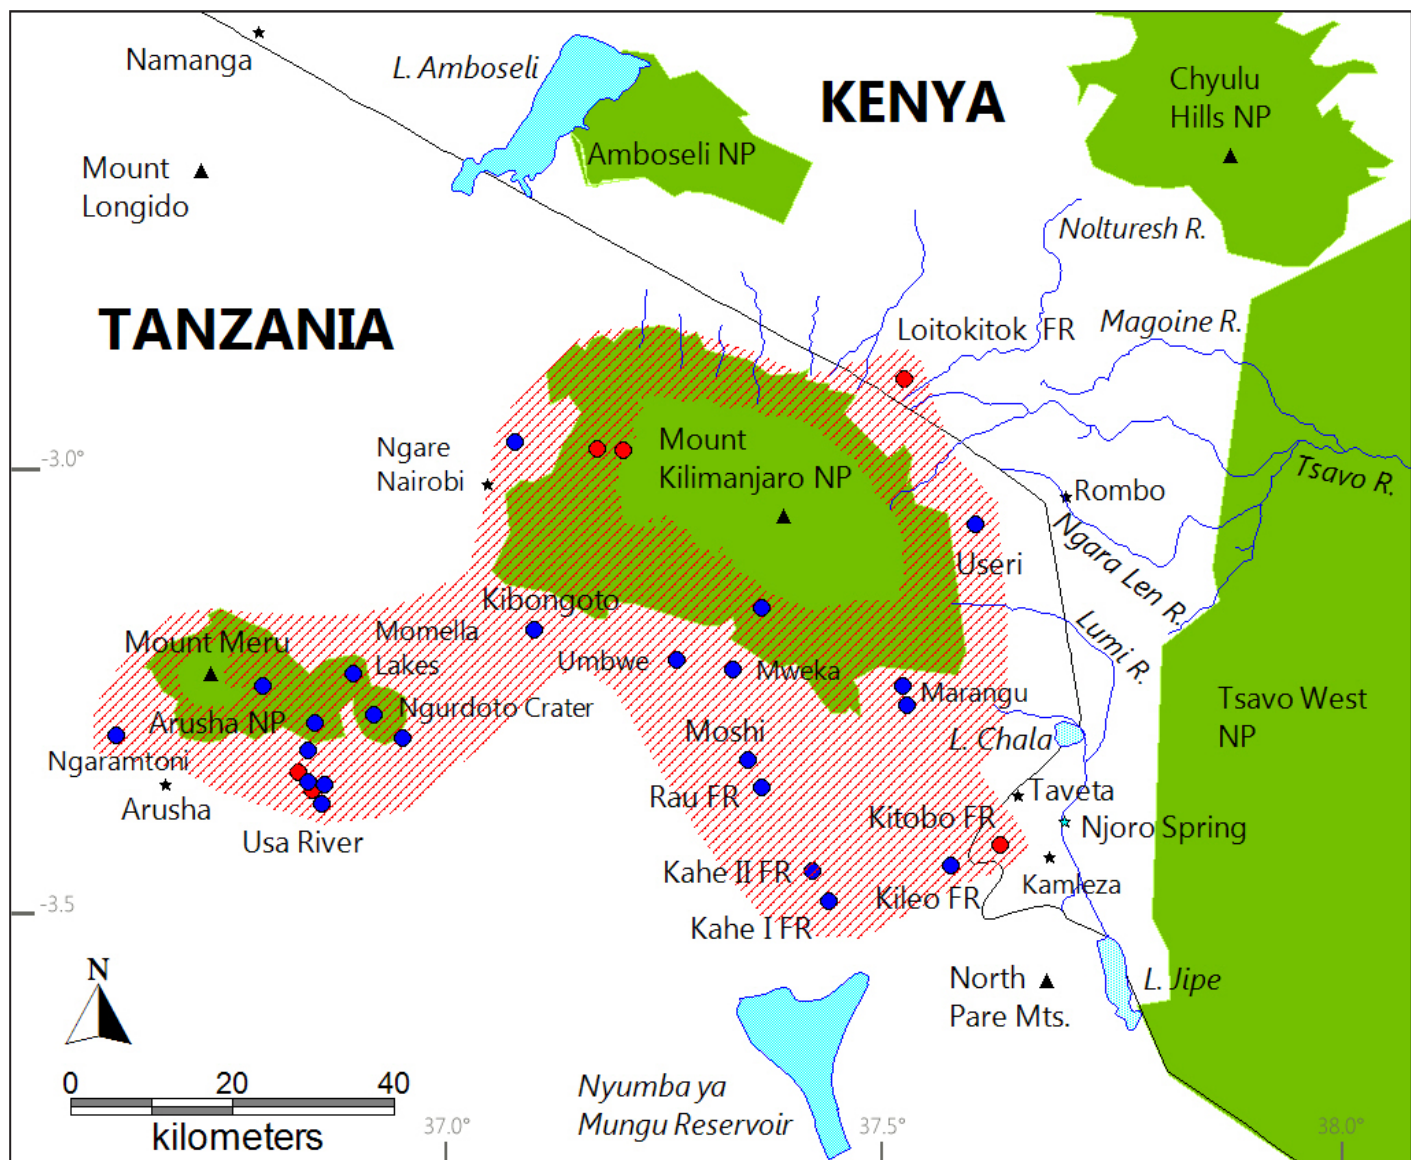 Namanga
L. Amboseli
KENYA
Chyulu
Hills NP
Mount
Longido
Amboseli NP
Nolturesh R.
TANZANIA
Loitokitok FR
Magoine R.
Ngare
Nairobi
Mount
Kilimanjaro NP
-3.0°
Tsavo R.
Rombo
Ngara Len R.
Useri
Kibongoto
Lumi R.
Mount Meru
Momella
Lakes
Umbwe
Mweka
Marangu
Tsavo West
NP
Arusha NP
Ngurdoto Crater
Moshi
L. Chala
Ngaramtoni
Arusha
Rau FR
Taveta
Kitobo FR
Njoro Spring
Usa River
Kahe II FR
Kileo FR
Kamleza
-3.5
Kahe I FR
N
North
Pare Mts.
L. Jipe
0 20 40
kilometers
Nyumba ya
Mungu Reservoir
37.0°
37.5°
38.0°